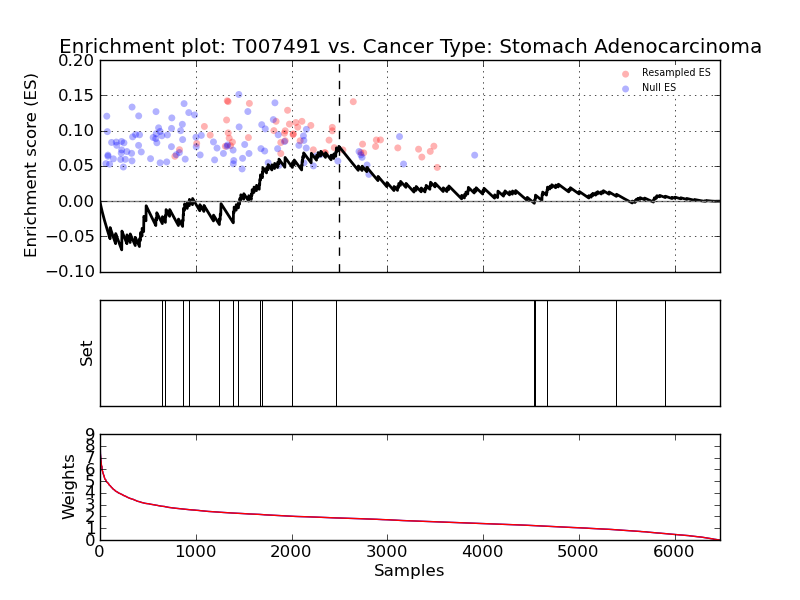 Enrichment plot: T007491 vs. Cancer Type: Stomach Adenocarcinoma
0.20
0.15
0.10
0.05
0.00
−0.05
−0.10
Enrichment score (ES)
Resampled ES
Null ES
Set
9
8
7
6
5
4
3
2
1
0
Weights
0 1000 2000 3000 4000 5000 6000
Samples